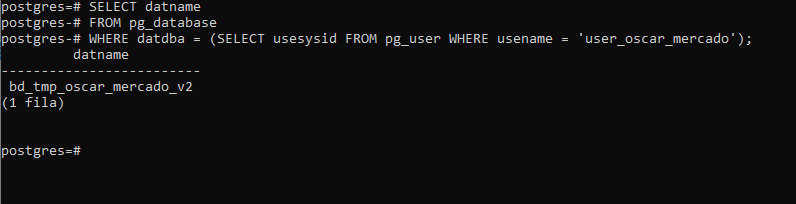 postgres=# SELECT datname
postgres-# FROM pg_database
postgres-# WHERE datdba = (SELECT usesysid FROM pg_user WHERE usename = 'user_oscar_mercado');
         datname
-------------------------
 bd_tmp_oscar_mercado_v2
(1 fila)
postgres=#